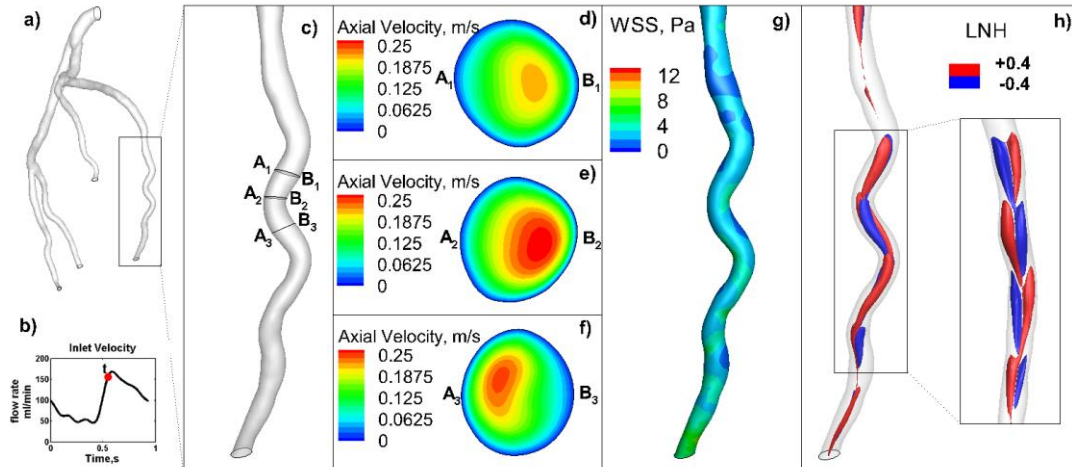 a)
b)
Inlet Velocity
t
200
150
100
50
0
flow rate
ml/min
0
0.5
1
Time,s
c)
A1
B1
A2
B2
B3
A3
d)
Axial Velocity, m/s
0.25
0.1875
0.125
0.0625
0
A1
B1
e)
Axial Velocity, m/s
0.25
0.1875
0.125
0.0625
0
A2
B2
f)
Axial Velocity, m/s
0.25
0.1875
0.125
0.0625
0
A3
B3
g)
WSS, Pa
12
8
4
0
h)
LNH
+0.4
-0.4